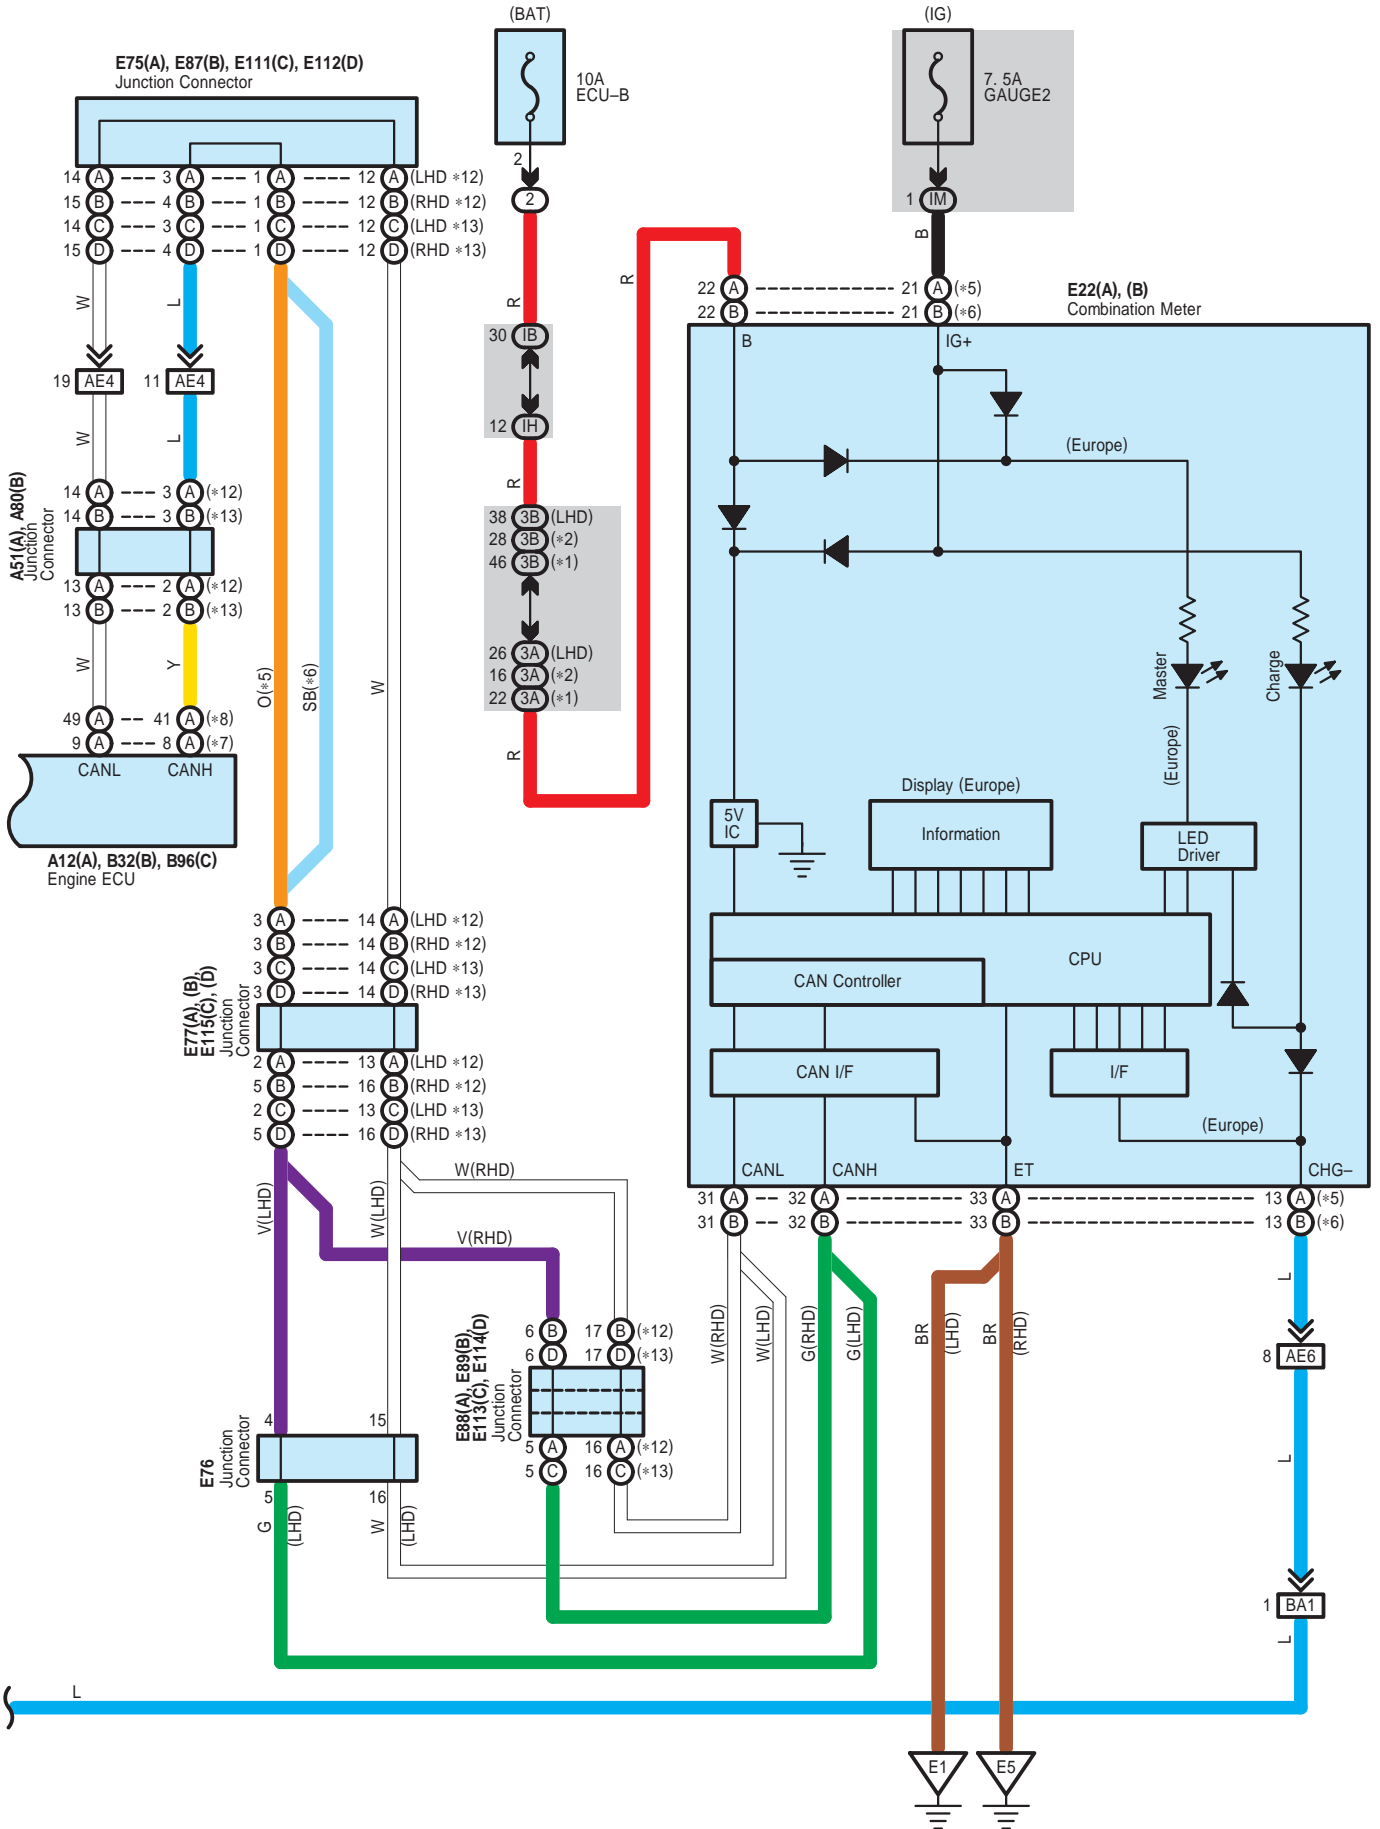 (BAT)
(IG)
E75(A), E87(B), E111(C), E112(D)
Junction Connector
10A
ECU–B
7. 5A
GAUGE2
2
2
1 IM
B
14 A 3 A 1 A 12 A (LHD *12)
15 B 4 B 1 B 12 B (RHD *12)
14 C 3 C 1 C 12 C (LHD *13)
15 D 4 D 1 D 12 D (RHD *13)
W
L
R
R
22 A 21 A (*5)
22 B 21 B (*6)
E22(A), (B)
Combination Meter
30 IB
12 IH
B
IG+
19 AE4 11 AE4
W
L
R
(Europe)
14 A 3 A (*12)
14 B 3 B (*13)
A51(A), A80(B)
Junction
Connector
13 A 2 A (*12)
13 B 2 B (*13)
38 3B (LHD)
28 3B (*2)
46 3B (*1)
26 3A (LHD)
16 3A (*2)
22 3A (*1)
W
Y
O(*5)
SB(*6)
W
R
Master
Charge
(Europe)
49 A 41 A (*8)
9 A 8 A (*7)
CANL CANH
A12(A), B32(B), B96(C)
Engine ECU
5V
IC
Display (Europe)
Information
LED
Driver
CPU
CAN Controller
CAN I/F
I/F
(Europe)
3 A 14 A (LHD *12)
3 B 14 B (RHD *12)
3 C 14 C (LHD *13)
3 D 14 D (RHD *13)
E77(A), (B),
E115(C), (D)
Junction
Connector
2 A 13 A (LHD *12)
5 B 16 B (RHD *12)
2 C 13 C (LHD *13)
5 D 16 D (RHD *13)
CANL CANH ET CHG–
31 A 32 A 33 A 13 A (*5)
31 B 32 B 33 B 13 B (*6)
W(RHD)
V(LHD)
W(LHD)
V(RHD)
W(RHD)
W(LHD)
G(RHD)
G(LHD)
BR
(LHD)
BR
(RHD)
L
6 B 17 B (*12)
6 D 17 D (*13)
E88(A), E89(B),
E113(C), E114(D)
Junction
Connector
5 A 16 A (*12)
5 C 16 C (*13)
8 AE6
4 15
E76
Junction
Connector
5 16
G
(LHD)
W
(LHD)
L
1 BA1
L
L
E1 E5